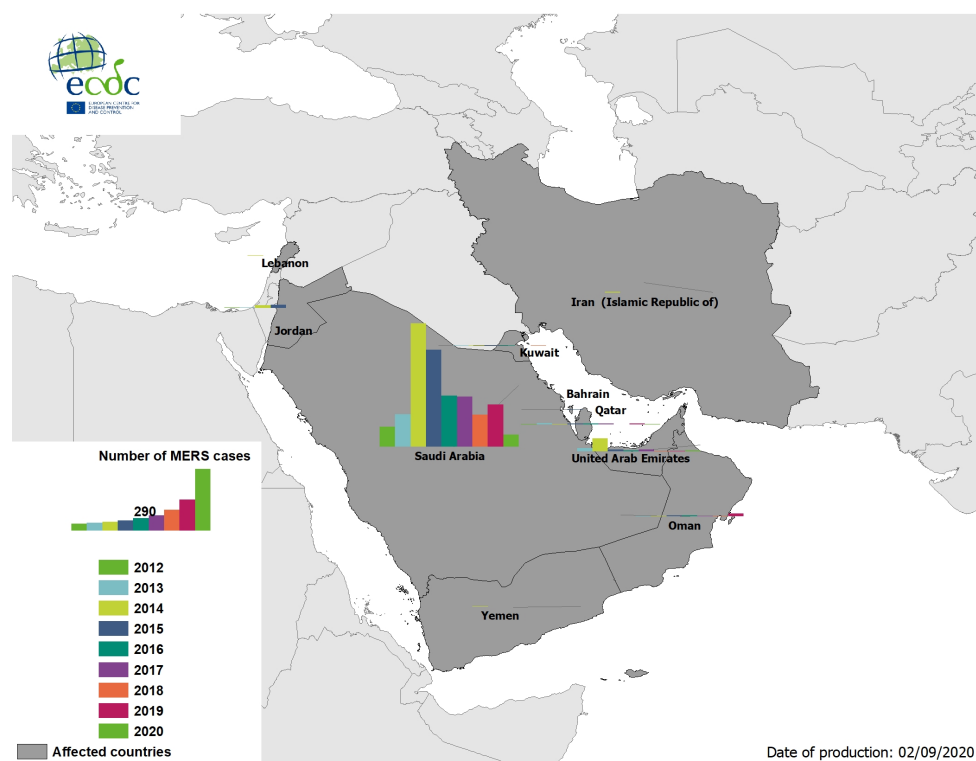 ecdc
EUROPEAN CENTRE FOR
DISEASE PREVENTION
AND CONTROL
Lebanon
Iran (Islamic Republic of)
Jordan
Kuwait
Bahrain
Qatar
Saudi Arabia
United Arab Emirates
Oman
Yemen
Number of MERS cases
290
2012
2013
2014
2015
2016
2017
2018
2019
2020
Affected countries
Date of production: 02/09/2020